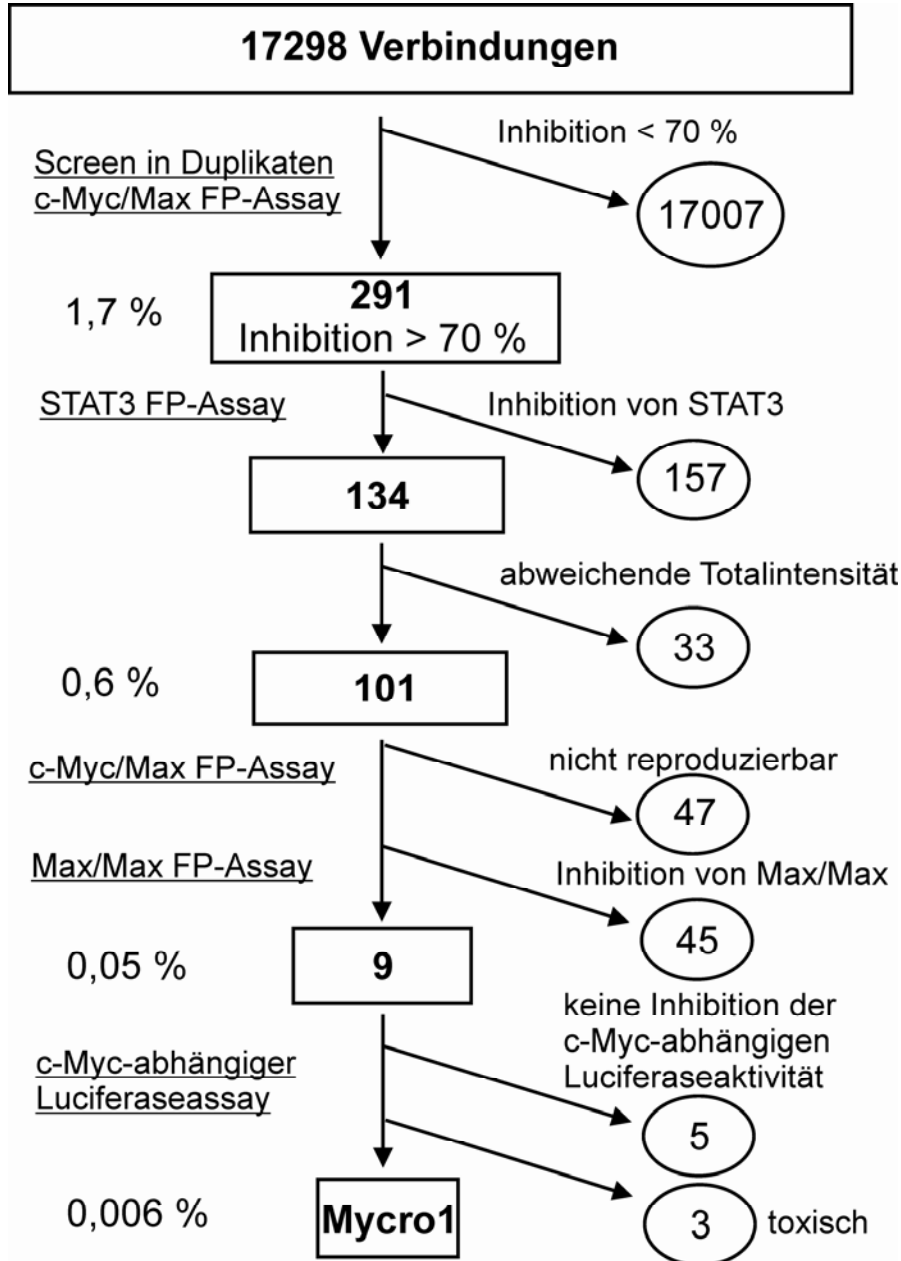 17298 Verbindungen
Inhibition < 70 %
Screen in Duplikaten
c-Myc/Max FP-Assay
17007
291
1,7 %
Inhibition > 70 %
STAT3 FP-Assay
Inhibition von STAT3
157
134
abweichende Totalintensität
33
0,6 %
101
c-Myc/Max FP-Assay
nicht reproduzierbar
47
Max/Max FP-Assay
Inhibition von Max/Max
45
0,05 %
9
keine Inhibition der
c-Myc-abhängigen
Luciferaseaktivität
c-Myc-abhängiger
Luciferaseassay
5
0,006 %
Mycro1
3
toxisch